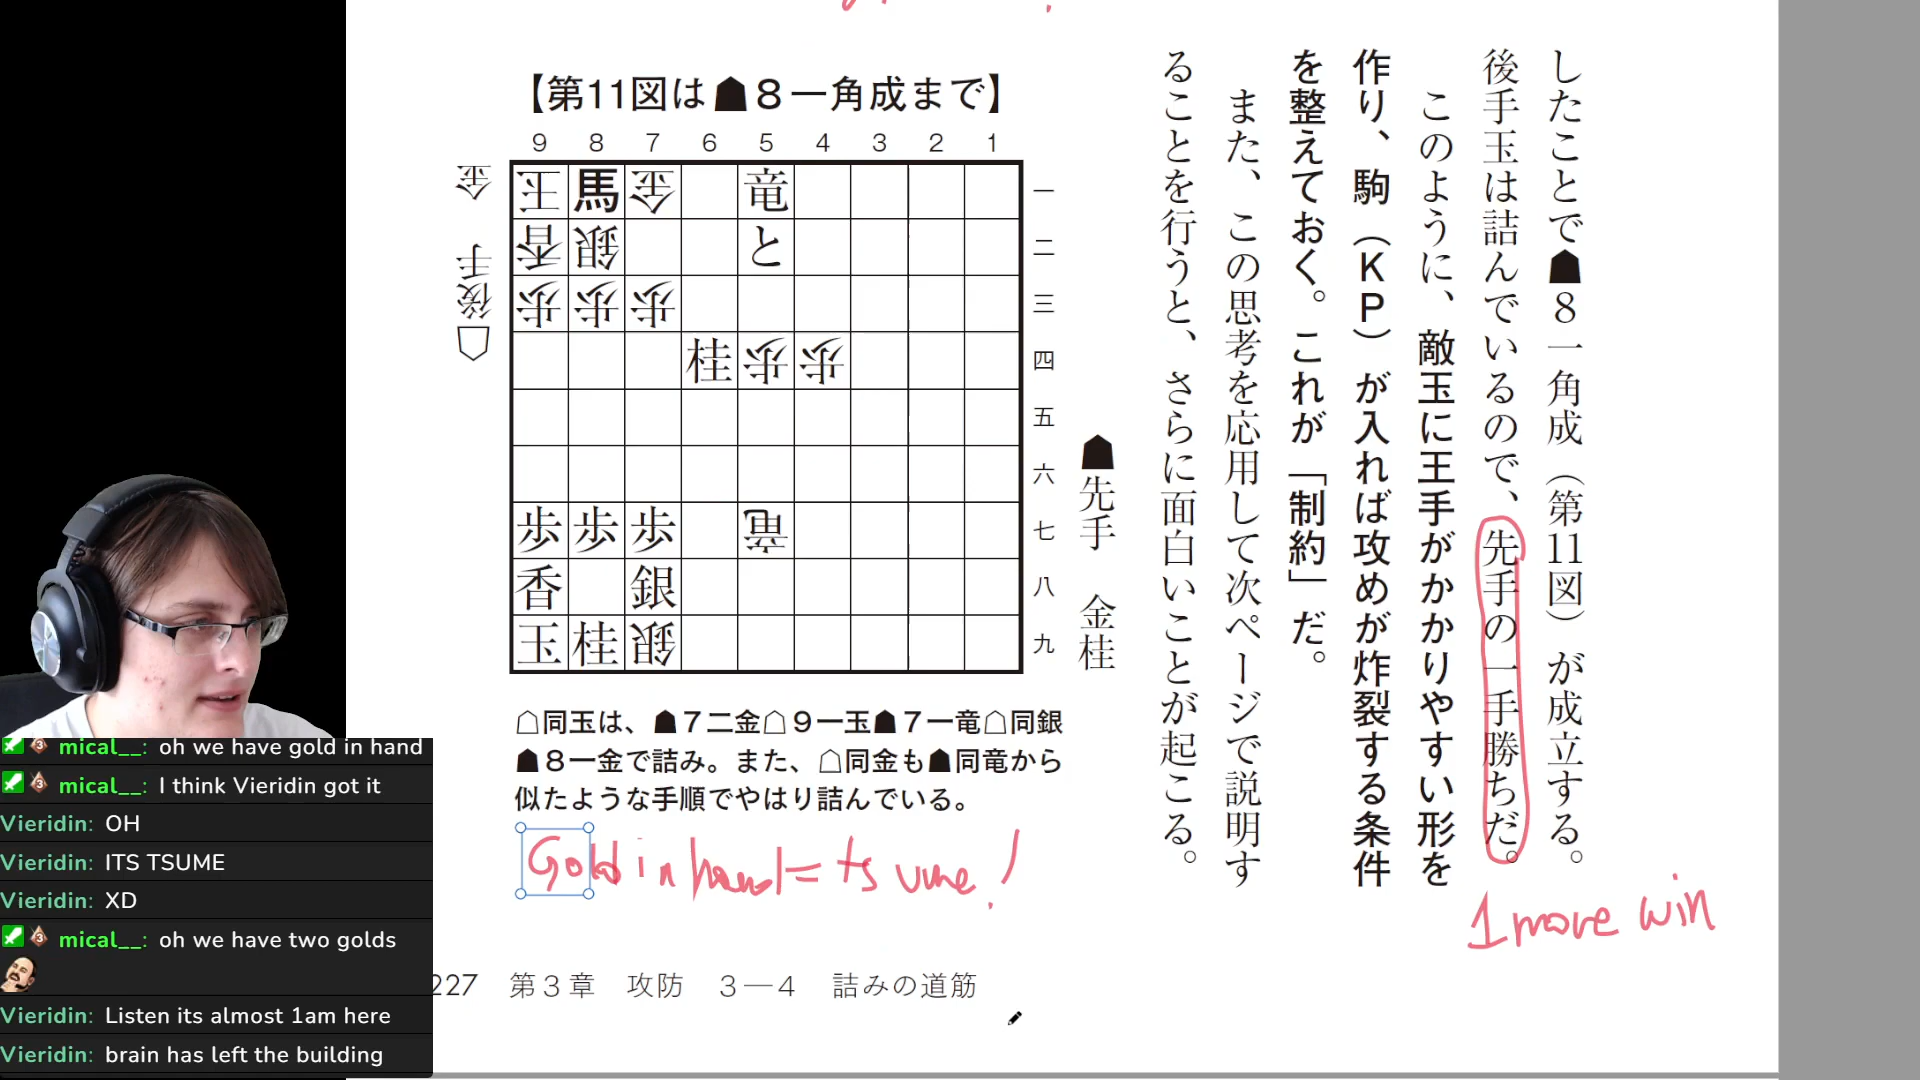 したことで☗８一角成（第11図）が成立する。
後手玉は詰んでいるので、先手の一手勝ちだ。
このように、敵玉に王手がかかりやすい形を
作り、駒（ＫＰ）が入れば攻めが炸裂する条件
を整えておく。これが「制約」だ。
また、この思考を応用して次ページで説明す
ることを行うと、さらに面白いことが起こる。
1 move win
【第11図は☗８一角成まで】
9 8 7 6 5 4 3 2 1
☖後手 金
玉 馬 金 竜 一
香 銀 と 二
歩 歩 歩 三
桂 歩 歩 四
五
六
歩 歩 歩 竜 七
香 銀 八
玉 桂 銀 九
☗先手 金桂
☖同玉は、☗７二金☖９一玉☗７一竜☖同銀
☗８一金で詰み。また、☖同金も☗同竜から
似たような手順でやはり詰んでいる。
Gold in hand = tsume!
227 第３章 攻防 ３―４ 詰みの道筋
mical__: oh we have gold in hand
mical__: I think Vieridin got it
Vieridin: OH
Vieridin: ITS TSUME
Vieridin: XD
mical__: oh we have two golds
Vieridin: Listen its almost 1am here
Vieridin: brain has left the building